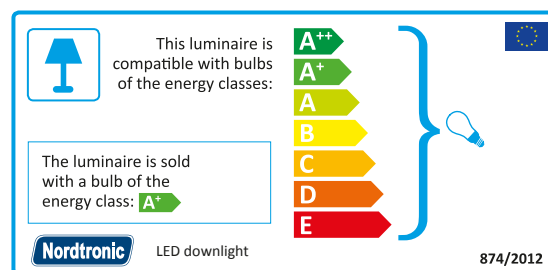 This luminaire is
compatible with bulbs
of the energy classes:
A++
A+
A
B
C
D
E
The luminaire is sold
with a bulb of the
energy class: A+
Nordtronic
LED downlight
874/2012